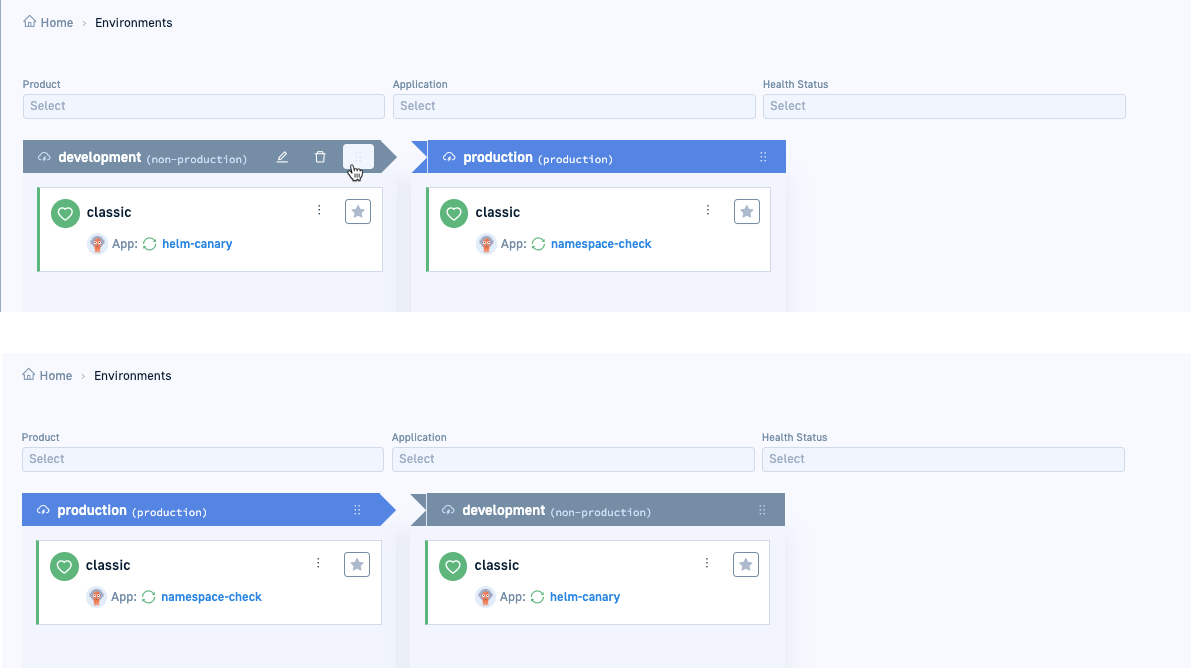 Home > Environments
Product Application Health Status
Select Select Select
development (non-production) production (production)
classic classic
App: helm-canary App: namespace-check
Home > Environments
Product Application Health Status
Select Select Select
production (production) development (non-production)
classic classic
App: namespace-check App: helm-canary